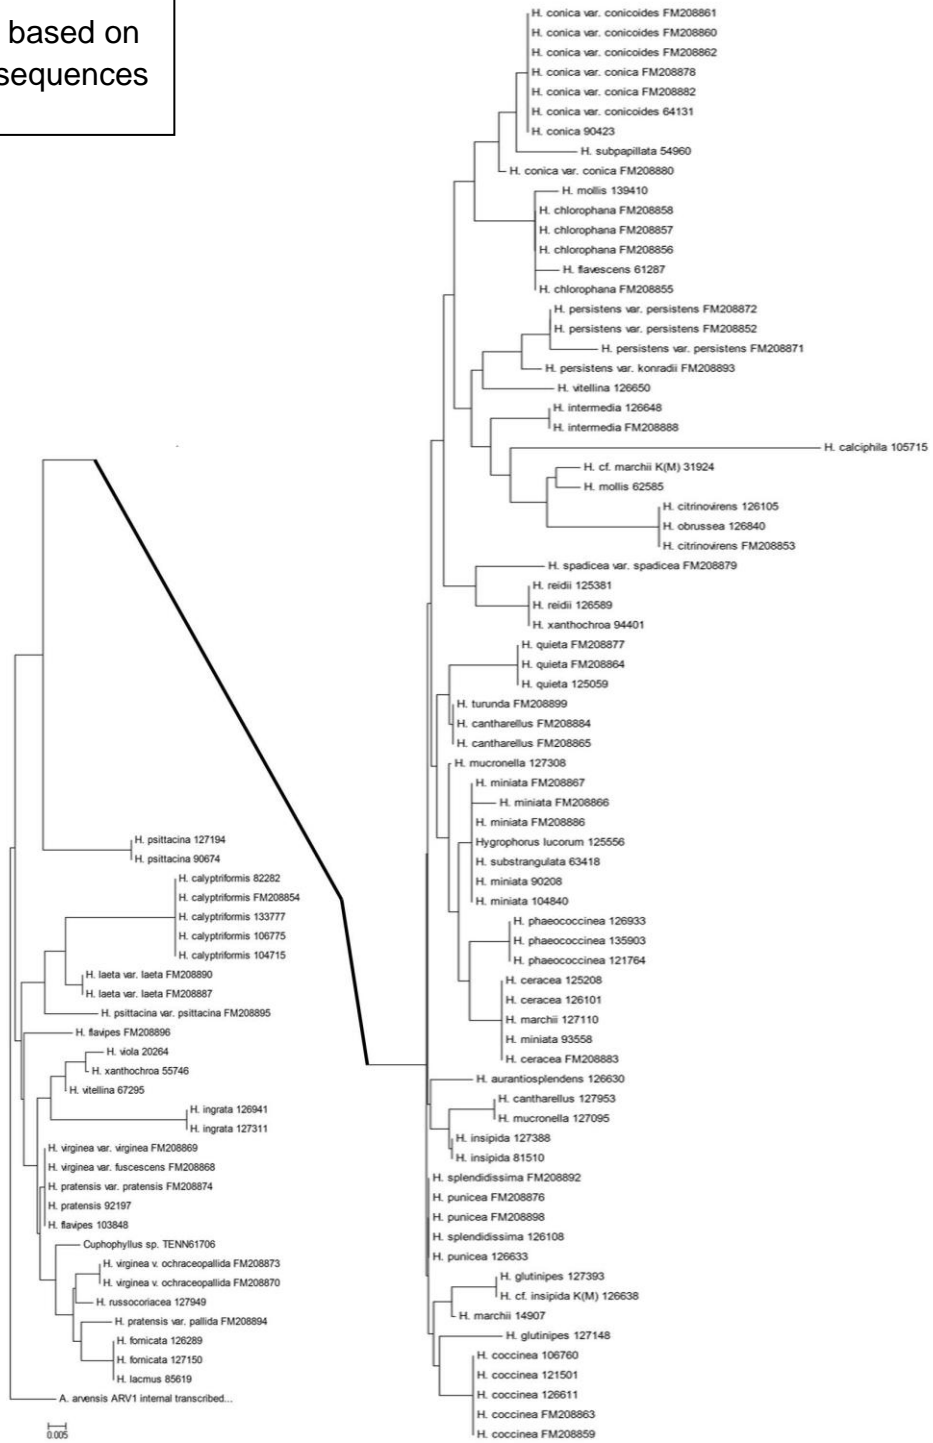 based on
sequences
H. conica var. conicoides FM208861
H. conica var. conicoides FM208860
H. conica var. conicoides FM208862
H. conica var. conica FM208878
H. conica var. conica FM208882
H. conica var. conicoides 64131
H. conica 90423
H. subpapillata 54960
H. conica var. conica FM208880
H. mollis 139410
H. chlorophana FM208858
H. chlorophana FM208857
H. chlorophana FM208856
H. flavescens 61287
H. chlorophana FM208855
H. persistens var. persistens FM208872
H. persistens var. persistens FM208852
H. persistens var. persistens FM208871
H. persistens var. konradii FM208893
H. vitellina 126650
H. intermedia 126648
H. intermedia FM208888
H. calciphila 105715
H. cf. marchii K(M) 31924
H. mollis 62585
H. citrinovirens 126105
H. obrussea 126840
H. citrinovirens FM208853
H. spadicea var. spadicea FM208879
H. reidii 125381
H. reidii 126589
H. xanthochroa 94401
H. quieta FM208877
H. quieta FM208864
H. quieta 125059
H. turunda FM208899
H. cantharellus FM208884
H. cantharellus FM208865
H. mucronella 127308
H. miniata FM208867
H. miniata FM208866
H. miniata FM208886
Hygrophorus lucorum 125556
H. substrangulata 63418
H. miniata 90208
H. miniata 104840
H. phaeococcinea 126933
H. phaeococcinea 135903
H. phaeococcinea 121764
H. ceracea 125208
H. ceracea 126101
H. marchii 127110
H. miniata 93558
H. ceracea FM208883
H. aurantiosplendens 126630
H. cantharellus 127953
H. mucronella 127095
H. insipida 127388
H. insipida 81510
H. splendidissima FM208892
H. punicea FM208876
H. punicea FM208898
H. splendidissima 126108
H. punicea 126633
H. glutinipes 127393
H. cf. insipida K(M) 126638
H. marchii 14907
H. glutinipes 127148
H. coccinea 106760
H. coccinea 121501
H. coccinea 126611
H. coccinea FM208863
H. coccinea FM208859
H. psittacina 127194
H. psittacina 90674
H. calyptriformis 82282
H. calyptriformis FM208854
H. calyptriformis 133777
H. calyptriformis 106775
H. calyptriformis 104715
H. laeta var. laeta FM208890
H. laeta var. laeta FM208887
H. psittacina var. psittacina FM208895
H. flavipes FM208896
H. viola 20264
H. xanthochroa 55746
H. vitellina 67295
H. ingrata 126941
H. ingrata 127311
H. virginea var. virginea FM208869
H. virginea var. fuscescens FM208868
H. pratensis var. pratensis FM208874
H. pratensis 92197
H. flavipes 103848
Cuphophyllus sp. TENN61706
H. virginea v. ochraceopallida FM208873
H. virginea v. ochraceopallida FM208870
H. russocoriacea 127949
H. pratensis var. pallida FM208894
H. fornicata 126289
H. fornicata 127150
H. lacmus 85619
A. arvensis ARV1 internal transcribed...
0.005